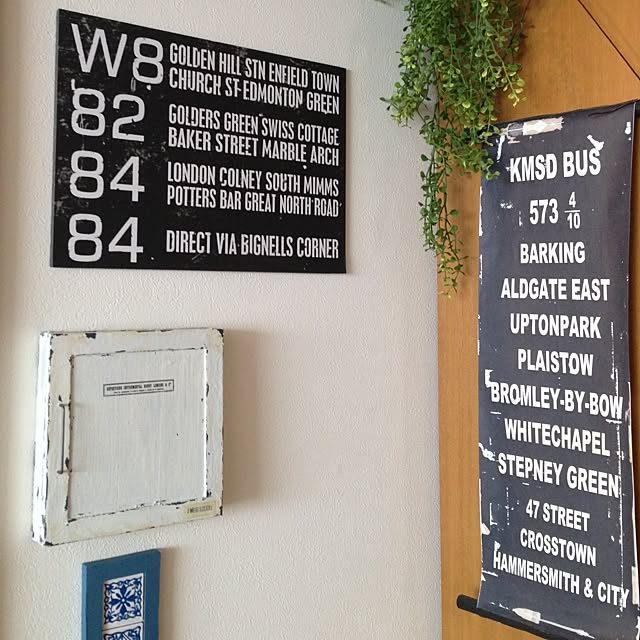 W8 GOLDEN HILL STN ENFIELD TOWN
CHURCH ST EDMONTON GREEN
82 GOLDERS GREEN SWISS COTTAGE
BAKER STREET MARBLE ARCH
84 LONDON COLNEY SOUTH MIMMS
POTTERS BAR GREAT NORTH ROAD
84 DIRECT VIA BIGNELLS CORNER
KMSD BUS
573 4/10
BARKING
ALDGATE EAST
UPTONPARK
PLAISTOW
BROMLEY-BY-BOW
WHITECHAPEL
STEPNEY GREEN
47 STREET
CROSSTOWN
HAMMERSMITH & CITY